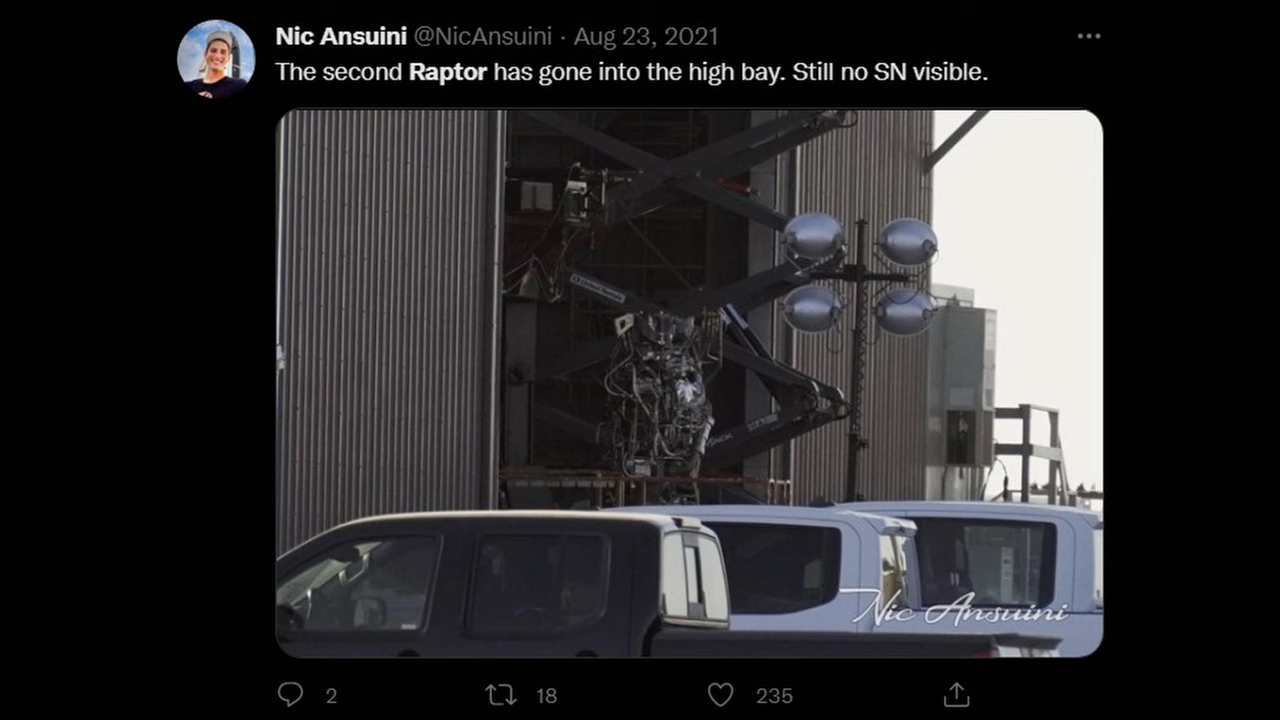 Nic Ansuini @NicAnsuini · Aug 23, 2021
The second Raptor has gone into the high bay. Still no SN visible.
Nic Ansuini
2 18 235